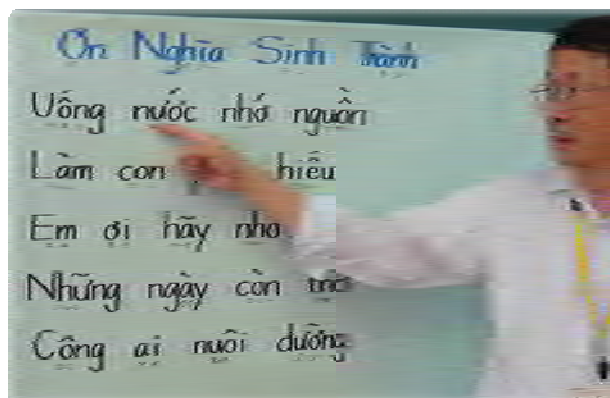 Ơn Nghĩa Sinh Thành
Uống nước nhớ nguồn
Làm con hiếu
Em ơi hãy nhớ
Những ngày còn
Công ai nuôi dưỡng